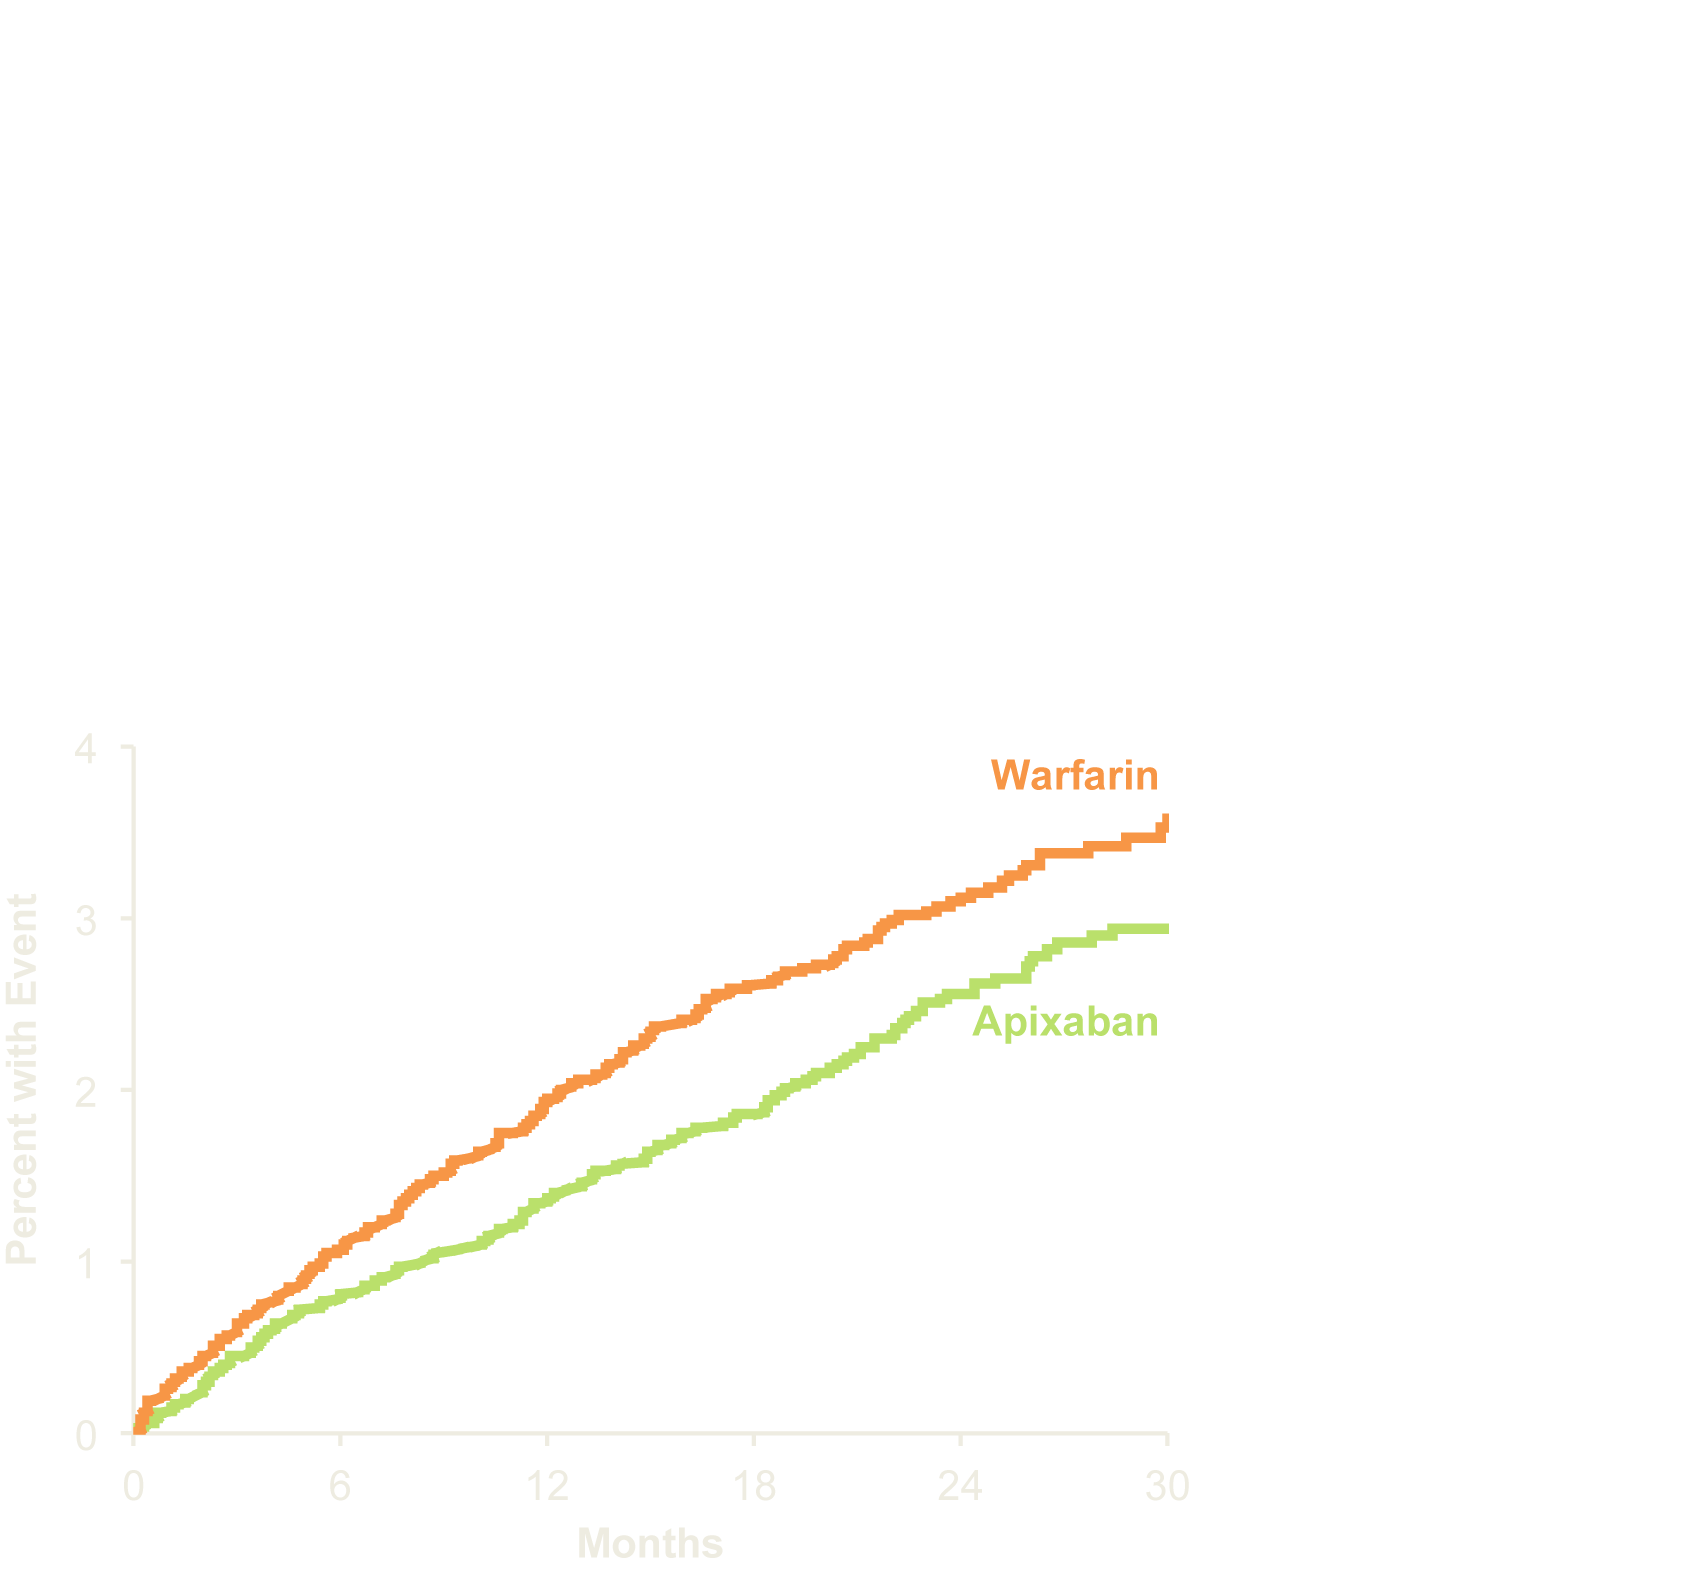 4
Warfarin
3
Apixaban
2
1
0
0 6 12 18 24 30
Percent with Event
Months